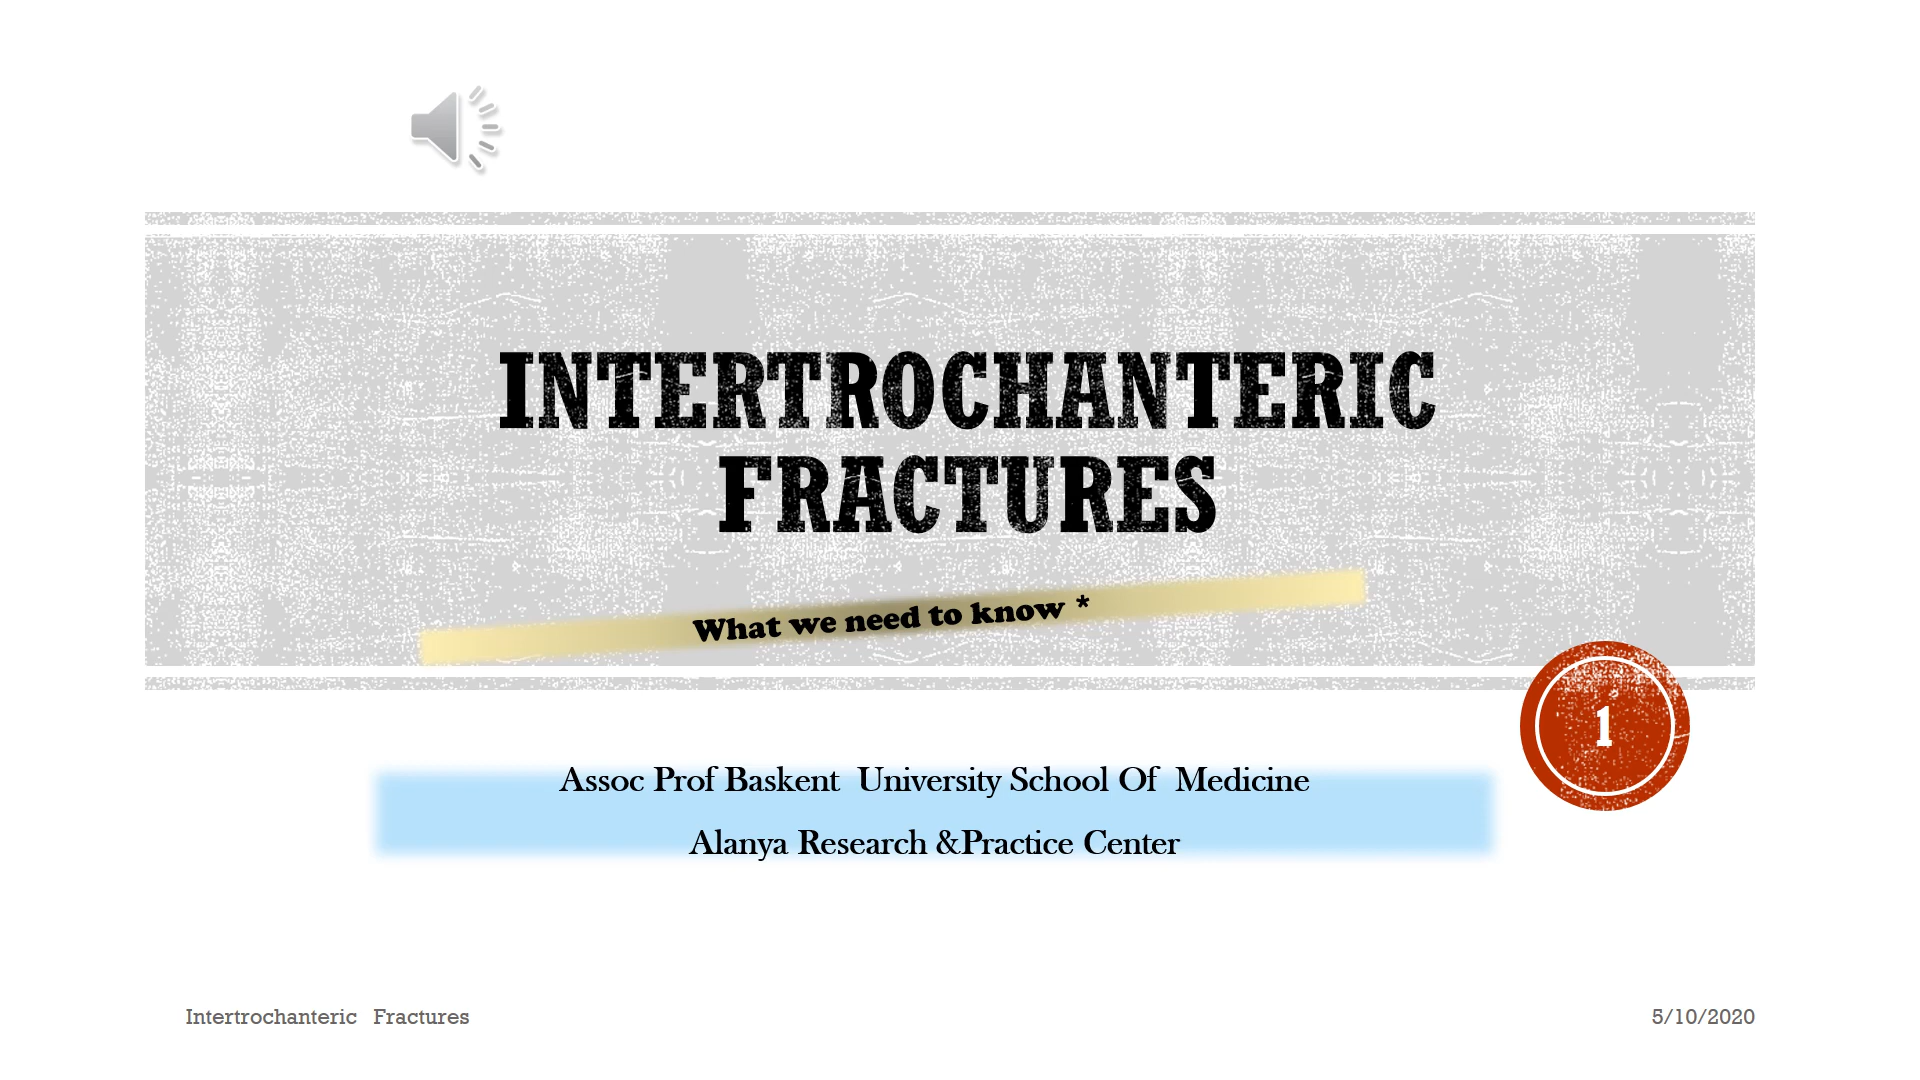 INTERTROCHANTERIC
FRACTURES
What we need to know *
1
Assoc Prof Baskent University School Of Medicine
Alanya Research &Practice Center
Intertrochanteric Fractures
5/10/2020